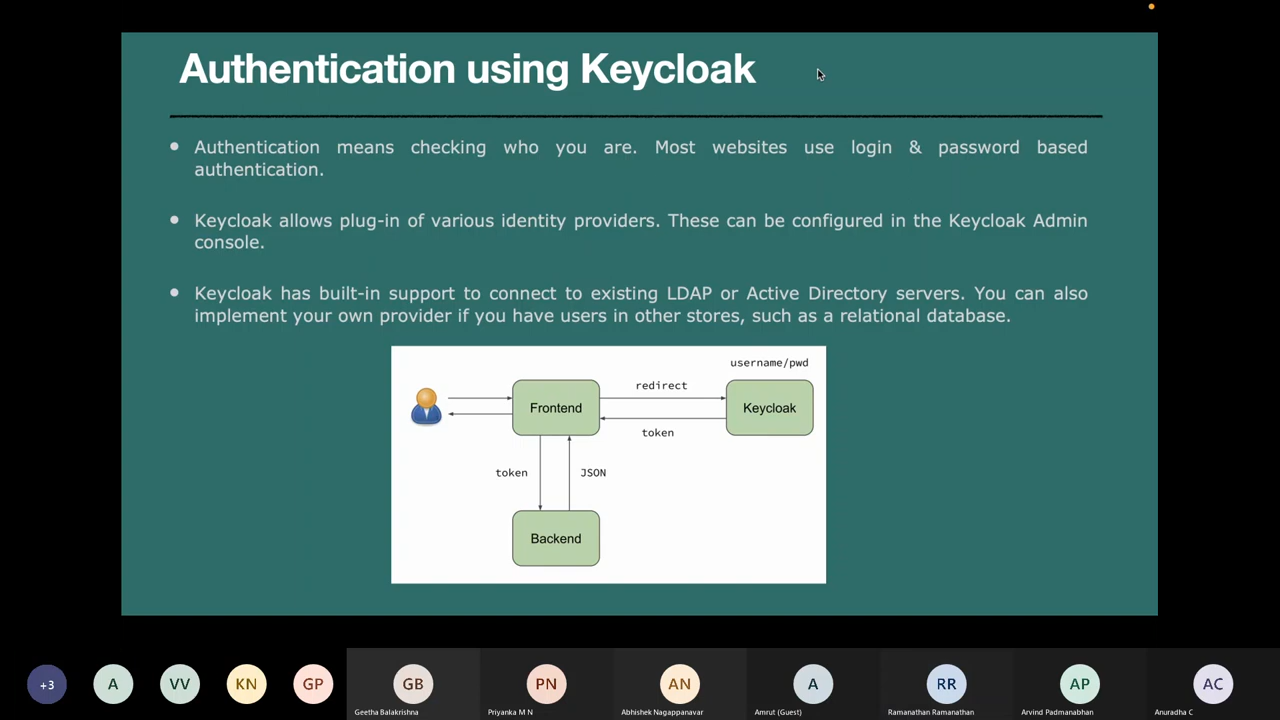 Authentication using Keycloak
Authentication means checking who you are. Most websites use login & password based
authentication.
Keycloak allows plug-in of various identity providers. These can be configured in the Keycloak Admin
console.
Keycloak has built-in support to connect to existing LDAP or Active Directory servers. You can also
implement your own provider if you have users in other stores, such as a relational database.
username/pwd
redirect
Frontend
Keycloak
token
token
JSON
Backend
+3
A
VV
KN
GP
GB
PN
AN
A
RR
AP
AC
Geetha Balakrishna
Priyanka M N
Abhishek Nagappanavar
Amrut (Guest)
Ramanathan Ramanathan
Arvind Padmanabhan
Anuradha C